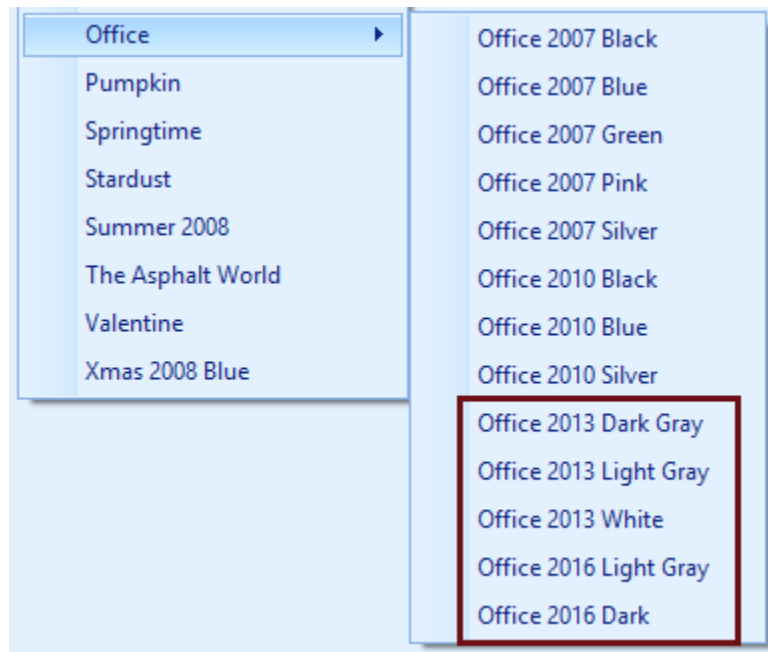 Office
Pumpkin
Springtime
Stardust
Summer 2008
The Asphalt World
Valentine
Xmas 2008 Blue
Office 2007 Black
Office 2007 Blue
Office 2007 Green
Office 2007 Pink
Office 2007 Silver
Office 2010 Black
Office 2010 Blue
Office 2010 Silver
Office 2013 Dark Gray
Office 2013 Light Gray
Office 2013 White
Office 2016 Light Gray
Office 2016 Dark